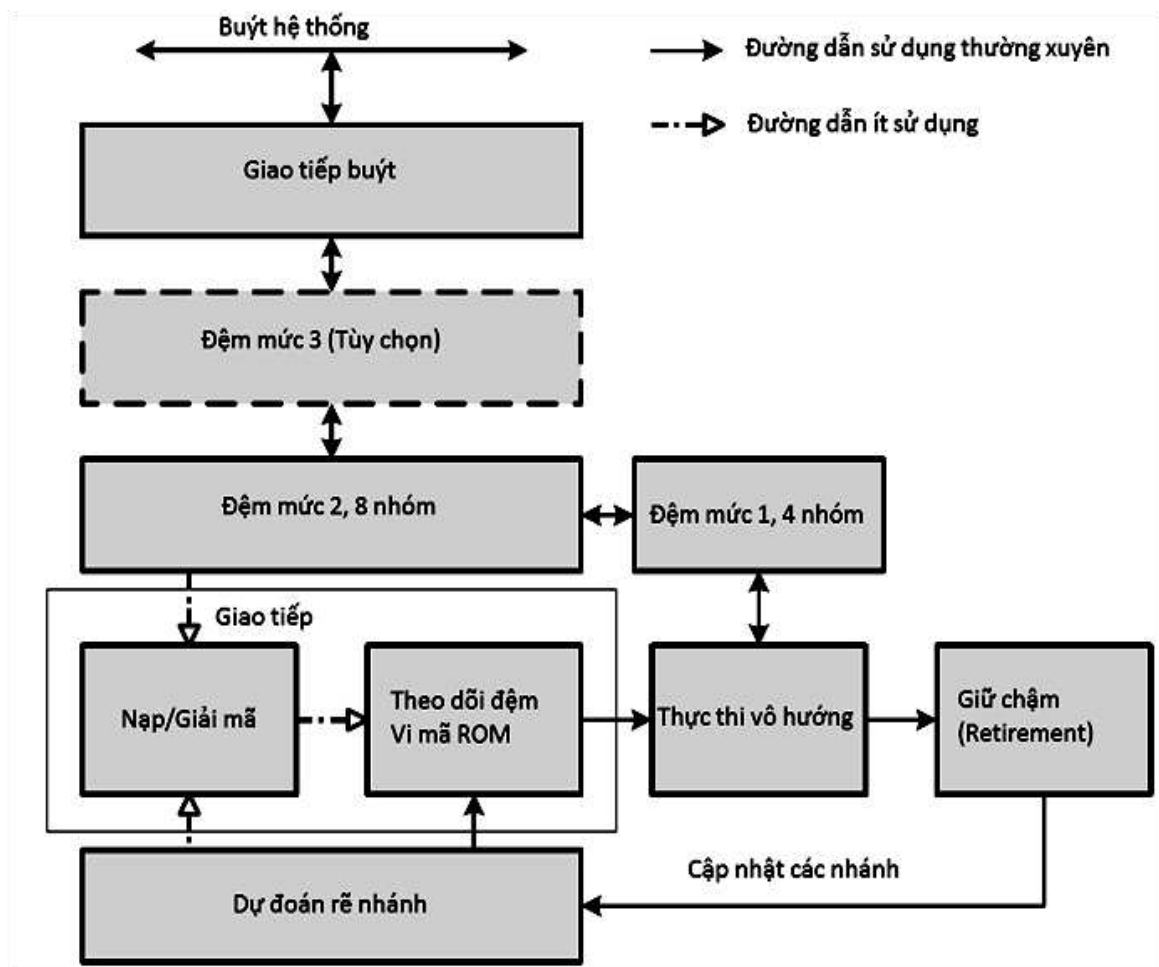 Buýt hệ thống
Đường dẫn sử dụng thường xuyên
Đường dẫn ít sử dụng
Giao tiếp buýt
Đệm mức 3 (Tùy chọn)
Đệm mức 2, 8 nhóm
Đệm mức 1, 4 nhóm
Giao tiếp
Nạp/Giải mã
Theo dõi đệm
Vi mã ROM
Thực thi vô hướng
Giữ chậm
(Retirement)
Cập nhật các nhánh
Dự đoán rẽ nhánh